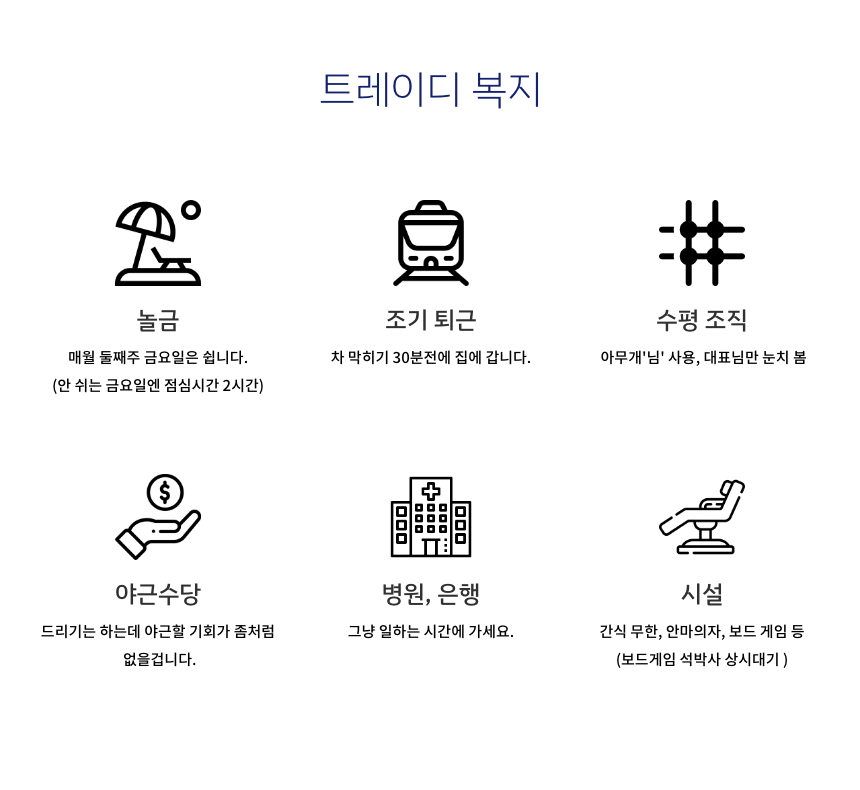 트레이디 복지
놀금
매월 둘째주 금요일은 쉽니다.
(안 쉬는 금요일엔 점심시간 2시간)
조기 퇴근
차 막히기 30분전에 집에 갑니다.
수평 조직
아무개'님' 사용, 대표님만 눈치 봄
$
야근수당
드리기는 하는데 야근할 기회가 좀처럼
없을겁니다.
병원, 은행
그냥 일하는 시간에 가세요.
시설
간식 무한, 안마의자, 보드 게임 등
(보드게임 석박사 상시대기 )